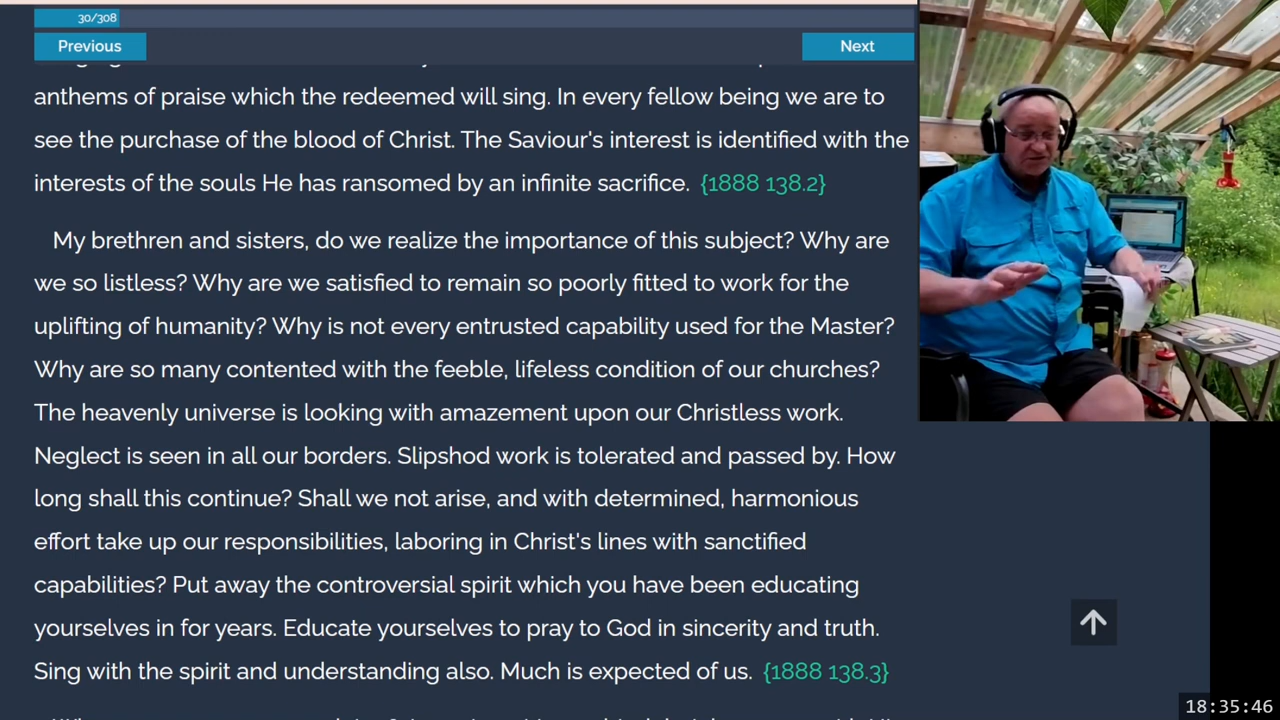 30/308
Previous
Next
anthems of praise which the redeemed will sing. In every fellow being we are to
see the purchase of the blood of Christ. The Saviour's interest is identified with the
interests of the souls He has ransomed by an infinite sacrifice. {1888 138.2}
My brethren and sisters, do we realize the importance of this subject? Why are
we so listless? Why are we satisfied to remain so poorly fitted to work for the
uplifting of humanity? Why is not every entrusted capability used for the Master?
Why are so many contented with the feeble, lifeless condition of our churches?
The heavenly universe is looking with amazement upon our Christless work.
Neglect is seen in all our borders. Slipshod work is tolerated and passed by. How
long shall this continue? Shall we not arise, and with determined, harmonious
effort take up our responsibilities, laboring in Christ's lines with sanctified
capabilities? Put away the controversial spirit which you have been educating
yourselves in for years. Educate yourselves to pray to God in sincerity and truth.
Sing with the spirit and understanding also. Much is expected of us. {1888 138.3}
18:35:46